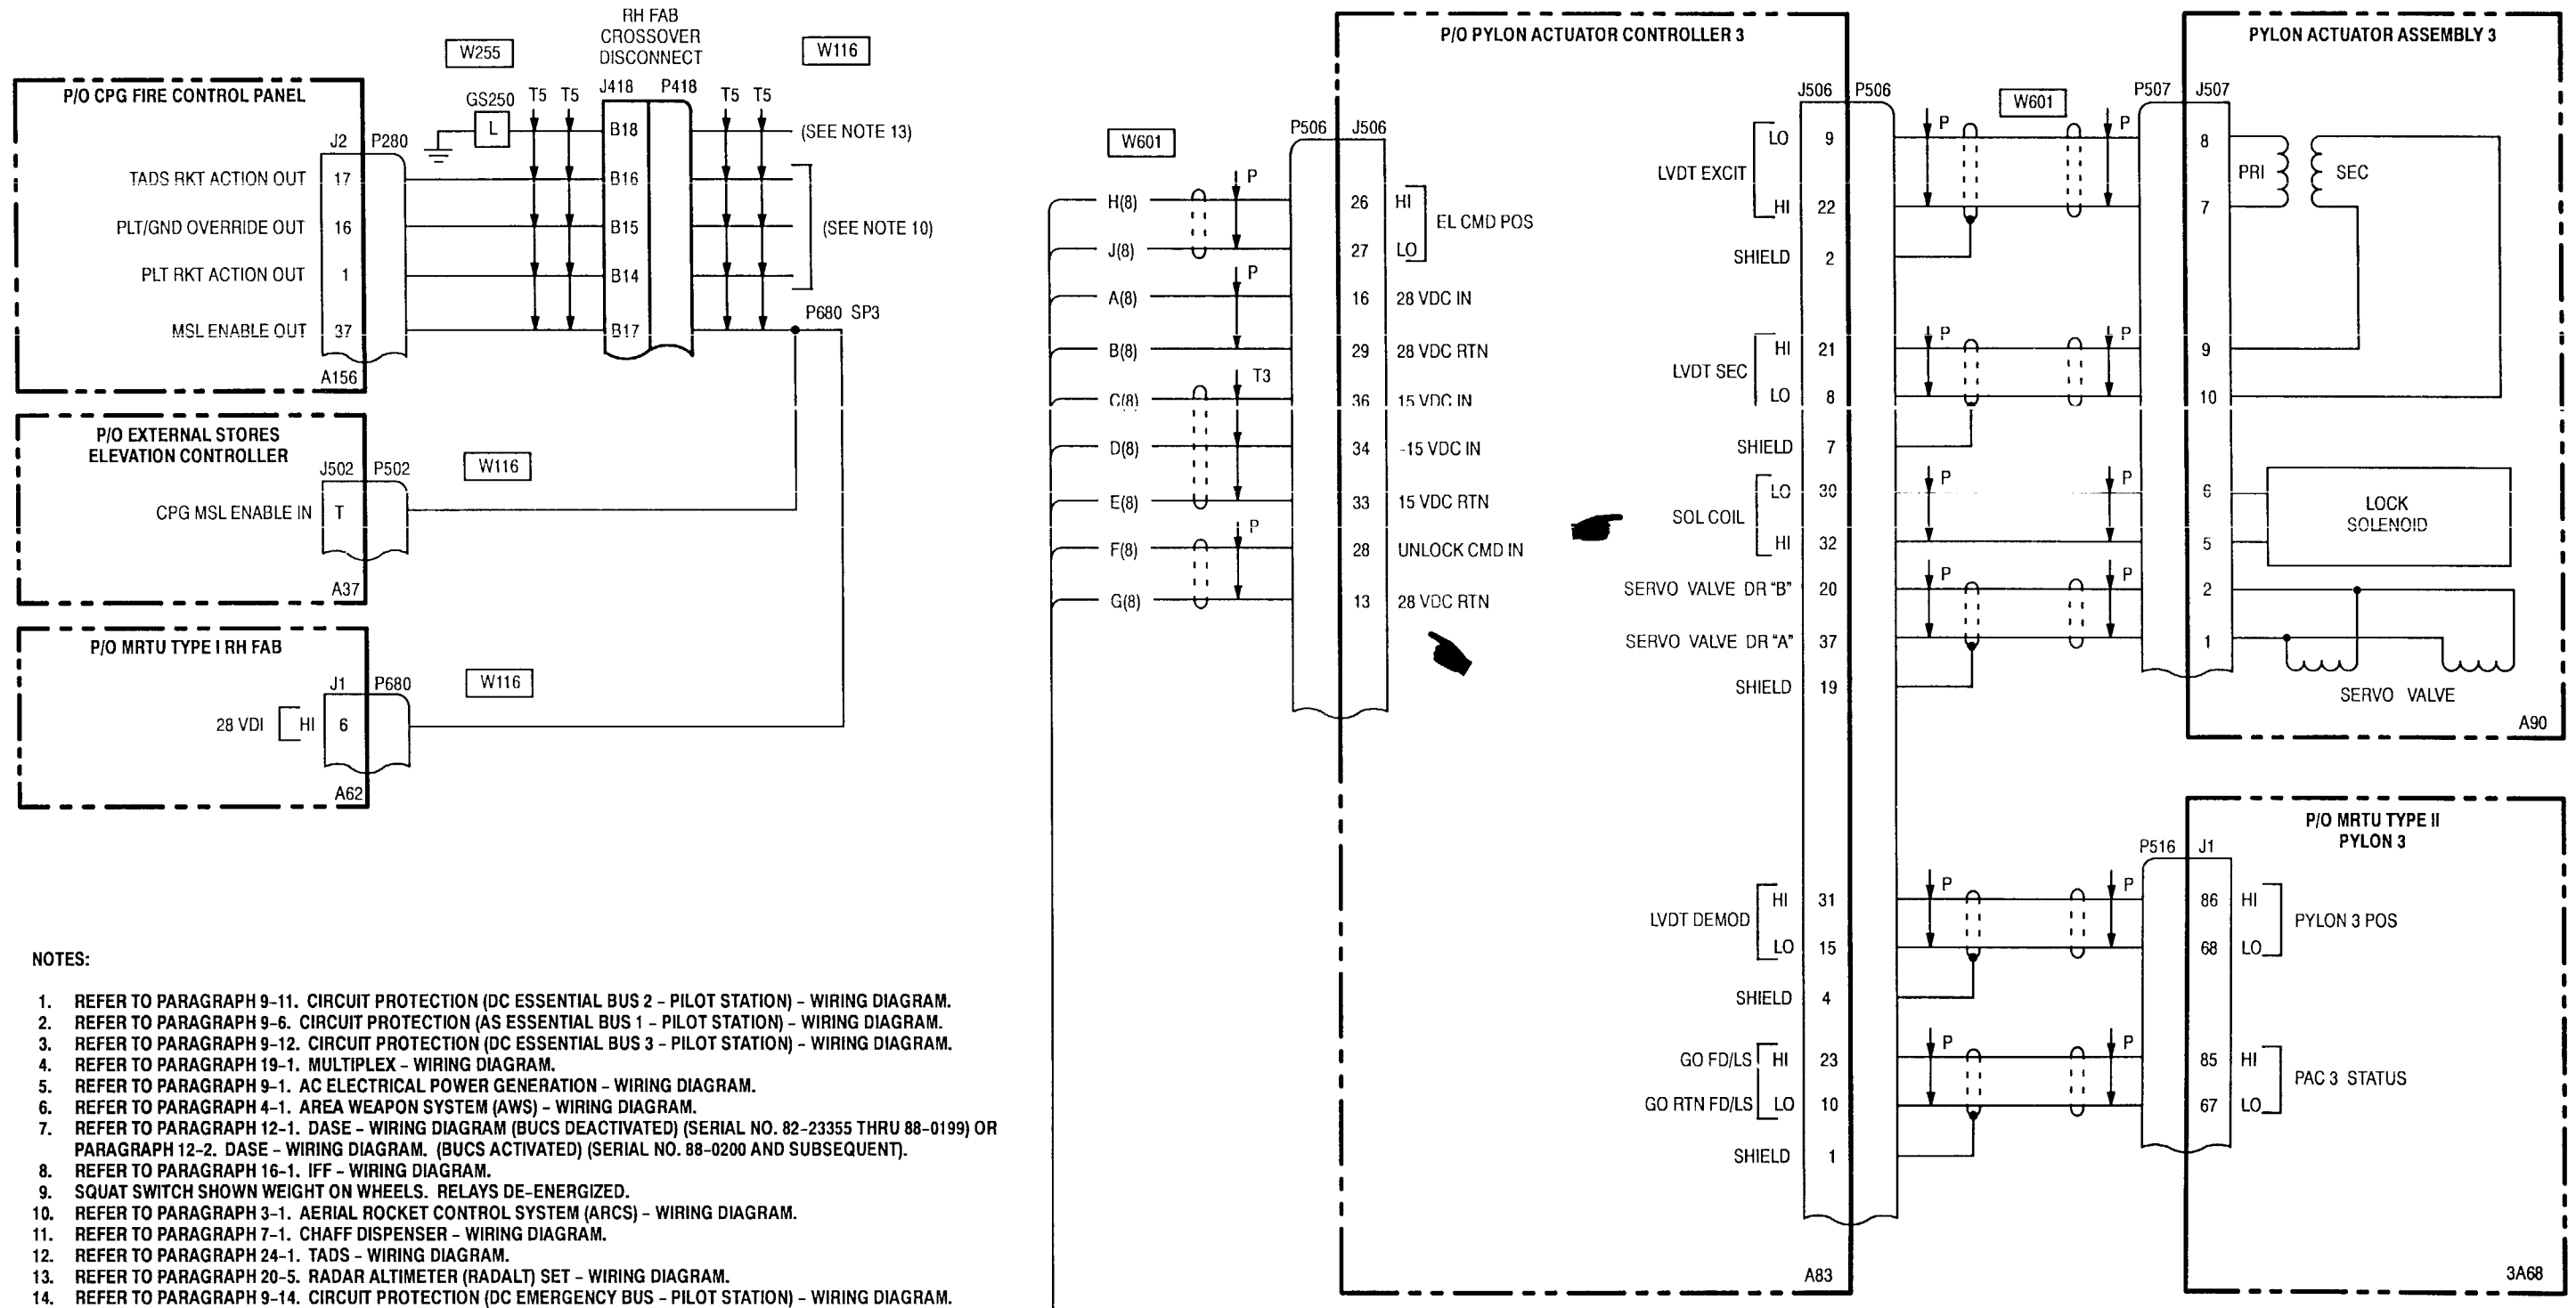 RH FAB
CROSSOVER
DISCONNECT
W255
W116
P/O CPG FIRE CONTROL PANEL
GS250
T5
T5
J418
P418
T5
T5
L
B18
(SEE NOTE 13)
J2
P280
TADS RKT ACTION OUT
17
B16
PLT/GND OVERRIDE OUT
16
B15
(SEE NOTE 10)
PLT RKT ACTION OUT
1
B14
P680 SP3
MSL ENABLE OUT
37
B17
A156
P/O EXTERNAL STORES
ELEVATION CONTROLLER
J502
P502
W116
CPG MSL ENABLE IN
T
A37
P/O MRTU TYPE I RH FAB
J1
P680
W116
28 VDI
HI
6
A62
P/O PYLON ACTUATOR CONTROLLER 3
W601
P506
J506
H(8)
P
26
HI
EL CMD POS
J(8)
27
LO
A(8)
P
16
28 VDC IN
B(8)
29
28 VDC RTN
C(8)
T3
36
15 VDC IN
D(8)
34
-15 VDC IN
E(8)
33
15 VDC RTN
F(8)
P
28
UNLOCK CMD IN
G(8)
13
28 VDC RTN
J506
P506
W601
P507
J507
PYLON ACTUATOR ASSEMBLY 3
LVDT EXCIT
LO
9
P
P
8
PRI
SEC
HI
22
7
SHIELD
2
LVDT SEC
HI
21
P
P
9
LO
8
10
SHIELD
7
SOL COIL
LO
30
P
P
6
LOCK
SOLENOID
HI
32
5
SERVO VALVE DR "B"
20
P
P
2
SERVO VALVE DR "A"
37
1
SHIELD
19
SERVO VALVE
A90
P/O MRTU TYPE II
PYLON 3
P516
J1
LVDT DEMOD
HI
31
P
P
86
HI
PYLON 3 POS
LO
15
68
LO
SHIELD
4
GO FD/LS
HI
23
P
P
85
HI
PAC 3 STATUS
GO RTN FD/LS
LO
10
67
LO
SHIELD
1
A83
3A68
NOTES:
1. REFER TO PARAGRAPH 9-11. CIRCUIT PROTECTION (DC ESSENTIAL BUS 2 - PILOT STATION) - WIRING DIAGRAM.
2. REFER TO PARAGRAPH 9-6. CIRCUIT PROTECTION (AS ESSENTIAL BUS 1 - PILOT STATION) - WIRING DIAGRAM.
3. REFER TO PARAGRAPH 9-12. CIRCUIT PROTECTION (DC ESSENTIAL BUS 3 - PILOT STATION) - WIRING DIAGRAM.
4. REFER TO PARAGRAPH 19-1. MULTIPLEX - WIRING DIAGRAM.
5. REFER TO PARAGRAPH 9-1. AC ELECTRICAL POWER GENERATION - WIRING DIAGRAM.
6. REFER TO PARAGRAPH 4-1. AREA WEAPON SYSTEM (AWS) - WIRING DIAGRAM.
7. REFER TO PARAGRAPH 12-1. DASE - WIRING DIAGRAM (BUCS DEACTIVATED) (SERIAL NO. 82-23355 THRU 88-0199) OR
PARAGRAPH 12-2. DASE - WIRING DIAGRAM. (BUCS ACTIVATED) (SERIAL NO. 88-0200 AND SUBSEQUENT).
8. REFER TO PARAGRAPH 16-1. IFF - WIRING DIAGRAM.
9. SQUAT SWITCH SHOWN WEIGHT ON WHEELS. RELAYS DE-ENERGIZED.
10. REFER TO PARAGRAPH 3-1. AERIAL ROCKET CONTROL SYSTEM (ARCS) - WIRING DIAGRAM.
11. REFER TO PARAGRAPH 7-1. CHAFF DISPENSER - WIRING DIAGRAM.
12. REFER TO PARAGRAPH 24-1. TADS - WIRING DIAGRAM.
13. REFER TO PARAGRAPH 20-5. RADAR ALTIMETER (RADALT) SET - WIRING DIAGRAM.
14. REFER TO PARAGRAPH 9-14. CIRCUIT PROTECTION (DC EMERGENCY BUS - PILOT STATION) - WIRING DIAGRAM.